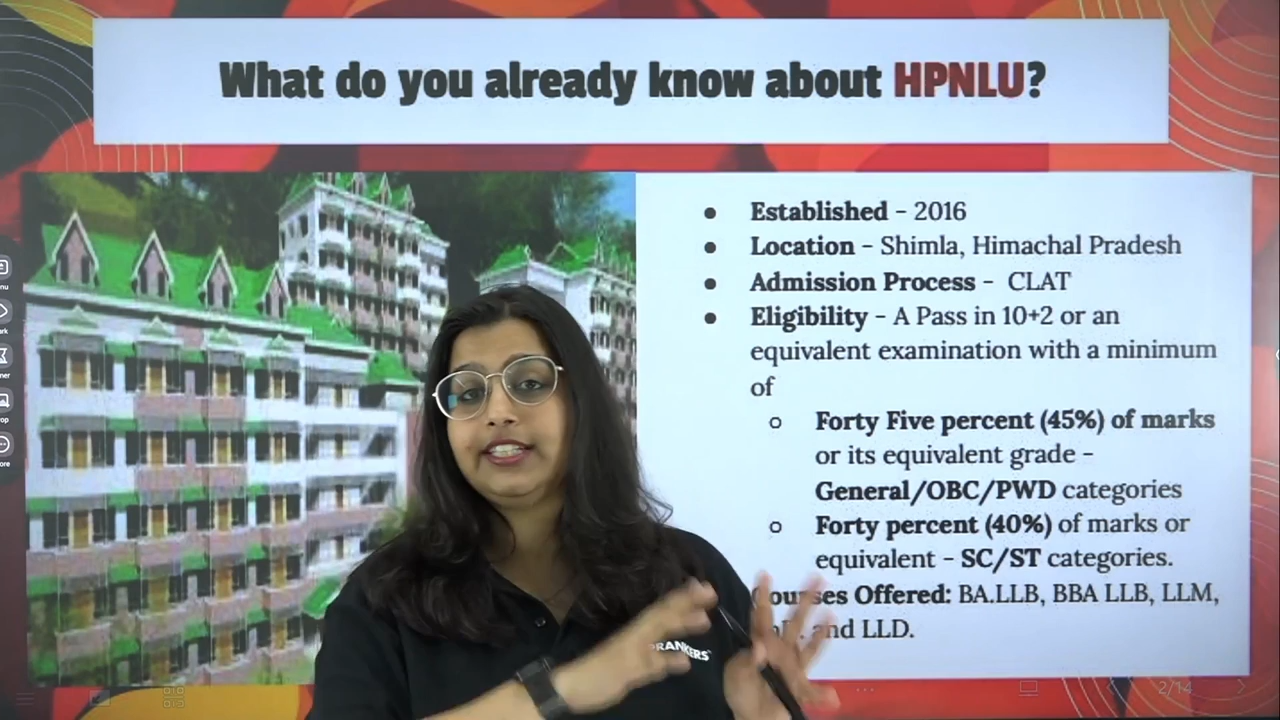 What do you already know about HPNLU?
● Established - 2016
● Location - Shimla, Himachal Pradesh
● Admission Process - CLAT
● Eligibility - A Pass in 10+2 or an
equivalent examination with a minimum
of
○ Forty Five percent (45%) of marks
or its equivalent grade -
General/OBC/PWD categories
○ Forty percent (40%) of marks or
equivalent - SC/ST categories.
Courses Offered: BA.LLB, BBA LLB, LLM,
and LLD.
RANKERS
2/14